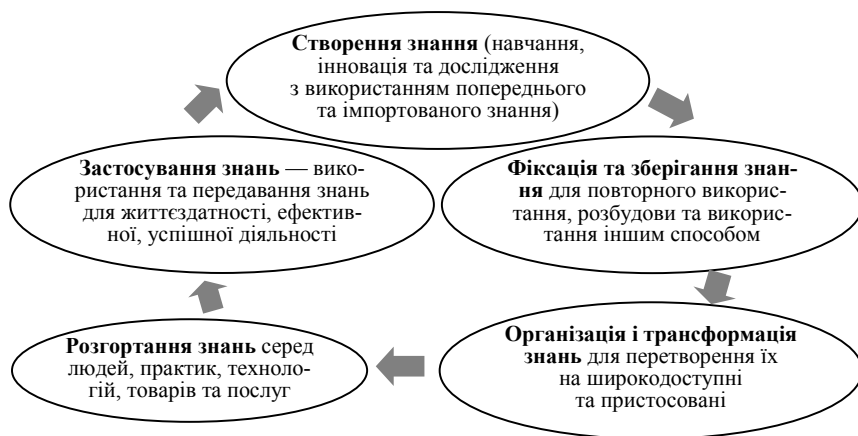 Створення знання (навчання,
інновація та дослідження
з використанням попереднього
та імпортованого знання)
Застосування знань — вико-
ристання та передавання знань
для життєздатності, ефектив-
ної, успішної діяльності
Фіксація та зберігання знан-
ня для повторного викорис-
тання, розбудови та викорис-
тання іншим способом
Розгортання знань серед
людей, практик, техноло-
гій, товарів та послуг
Організація і трансформація
знань для перетворення їх
на широкодоступні
та пристосовані